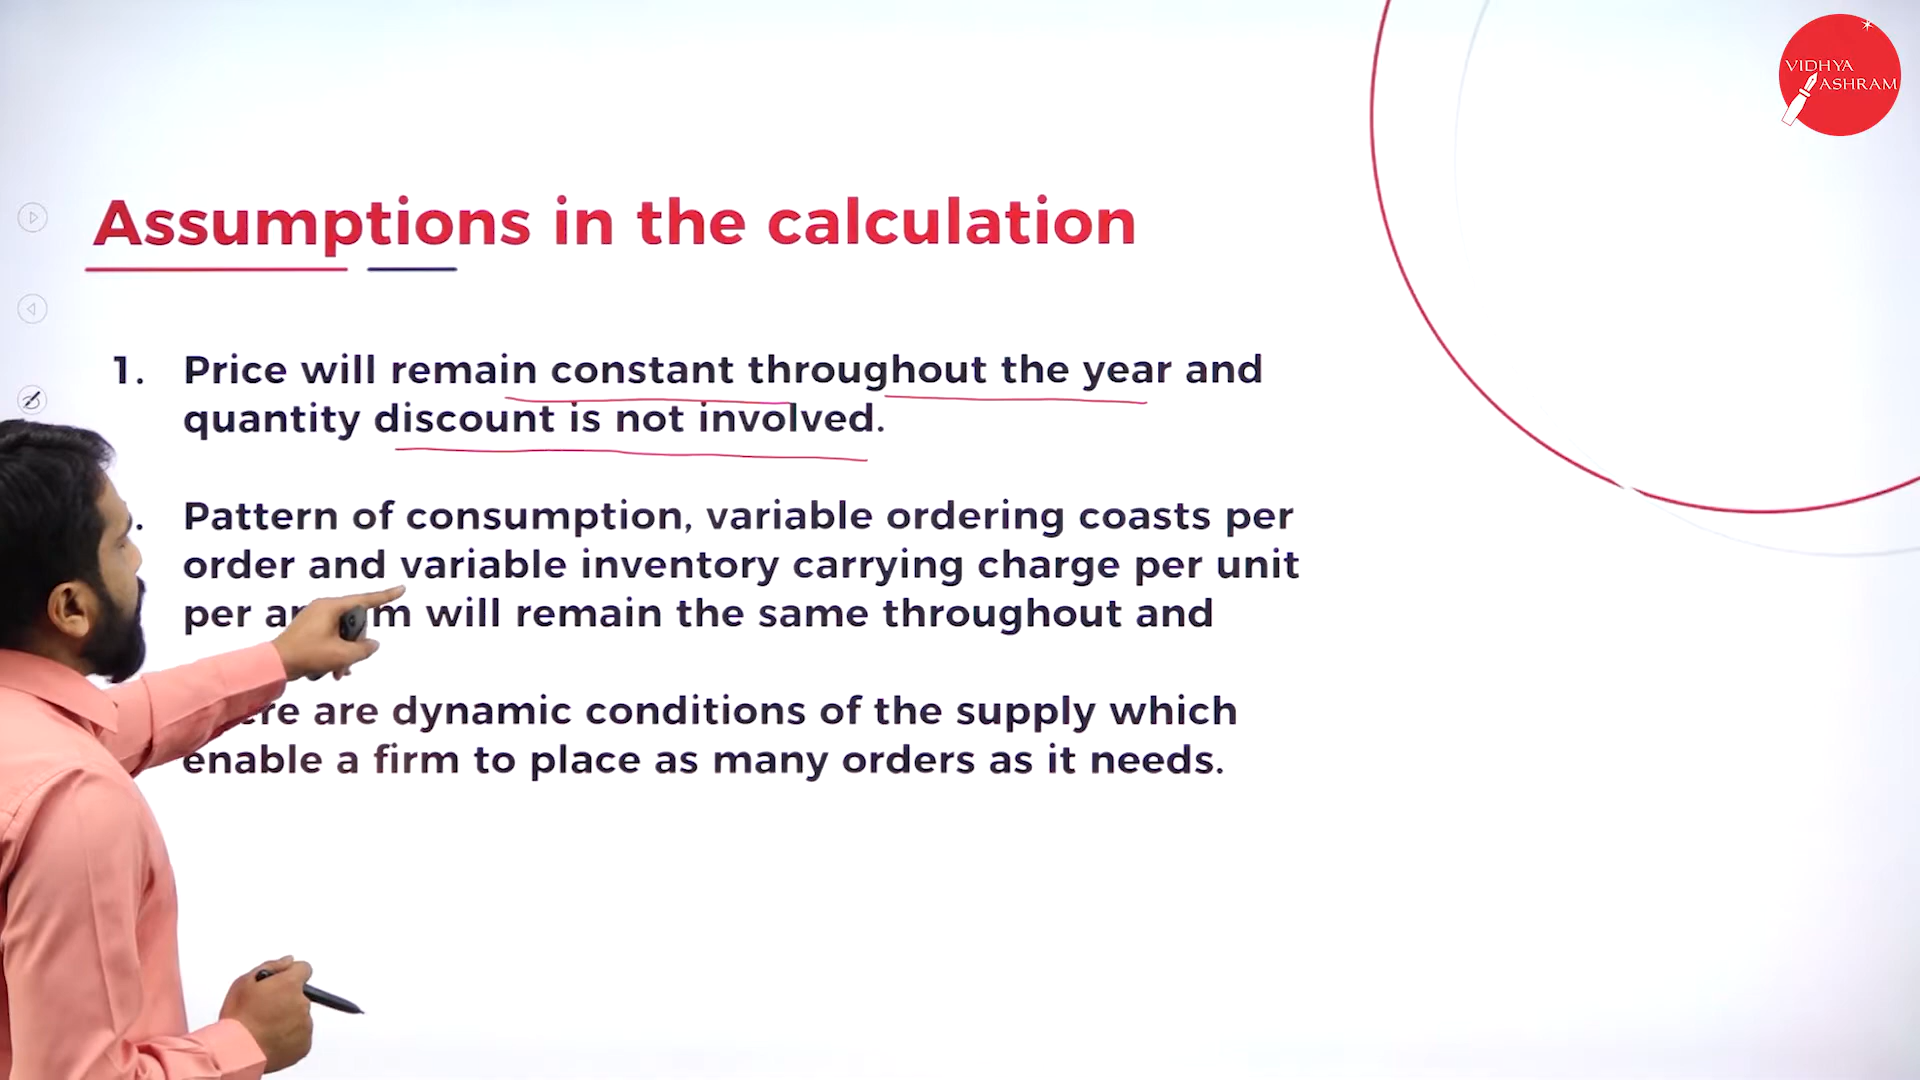 VIDHYA
ASHRAM
Assumptions in the calculation
1. Price will remain constant throughout the year and
quantity discount is not involved.
. Pattern of consumption, variable ordering coasts per
order and variable inventory carrying charge per unit
per will remain the same throughout and
are dynamic conditions of the supply which
enable a firm to place as many orders as it needs.